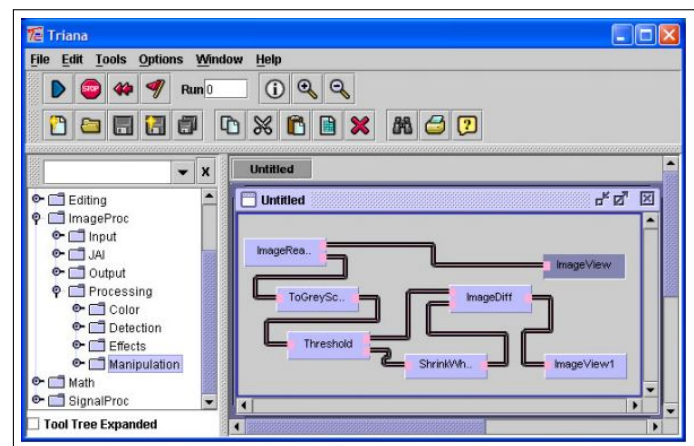 Triana
File Edit Tools Options Window Help
STOP Run 0
X Untitled
Editing
ImageProc
Input
JAI
Output
Processing
Color
Detection
Effects
Manipulation
Math
SignalProc
Tool Tree Expanded
Untitled
ImageRea..
ImageView
ToGreySc..
ImageDiff
Threshold
ShrinkWh..
ImageView1